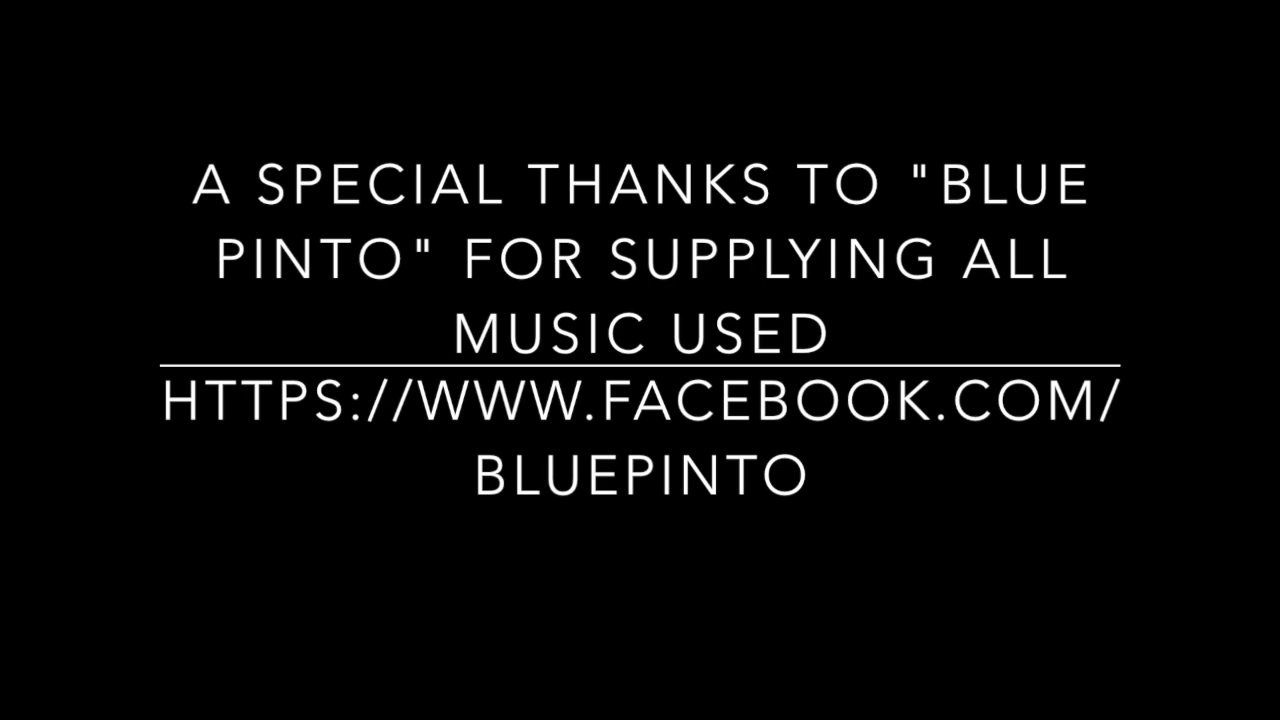 A SPECIAL THANKS TO "BLUE
PINTO" FOR SUPPLYING ALL
MUSIC USED
HTTPS://WWW.FACEBOOK.COM/
BLUEPINTO